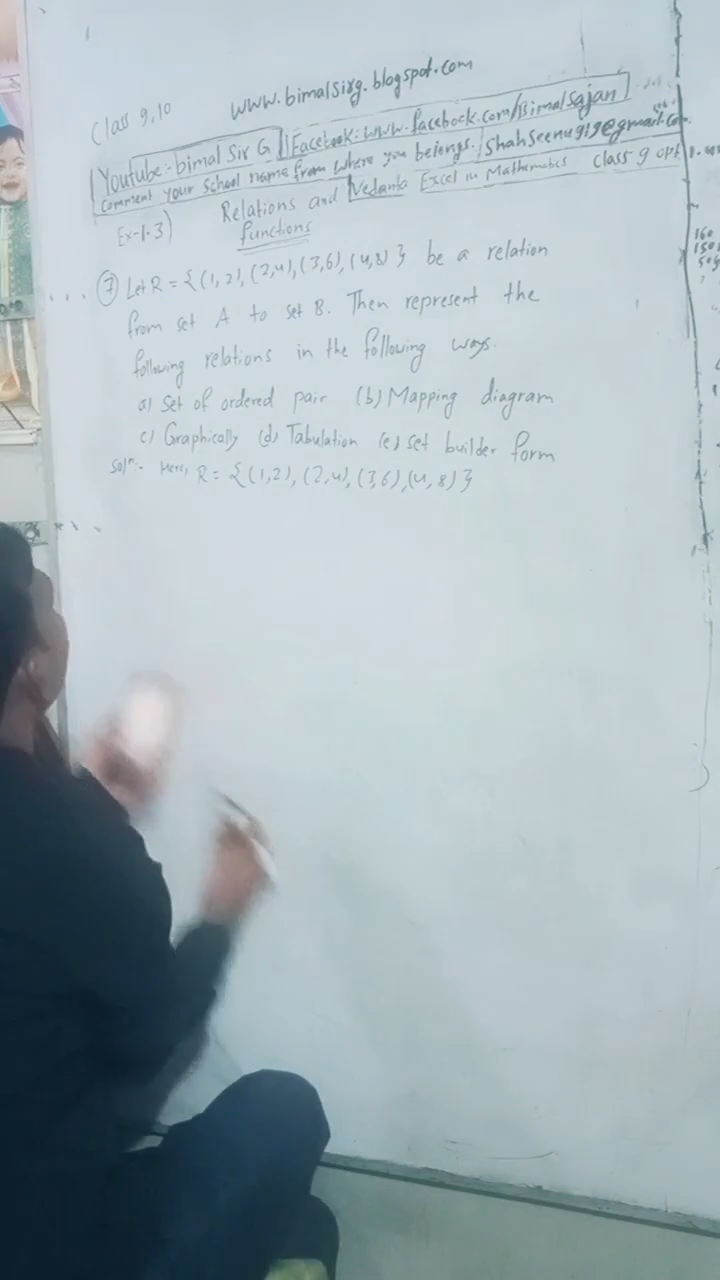 Class 9,10
www.bimalsirg.blogspot.com
Youtube:- bimal Sir G Facebook: www.facebook.com/Bimalsajan
Comment your School name from where you belongs. /Shahseenu919@gmail.com
Ex-1.3) Relations and functions Vedanta Excel in Mathematics Class 9 opt
7 Let R = {(1,2), (2,4), (3,6), (4,8)} be a relation
from set A to set B. Then represent the
following relations in the following ways.
a) Set of ordered pair (b) Mapping diagram
c) Graphically (d) Tabulation (e) set builder form
Solⁿ:- Here, R = {(1,2), (2,4), (3,6), (4,8)}